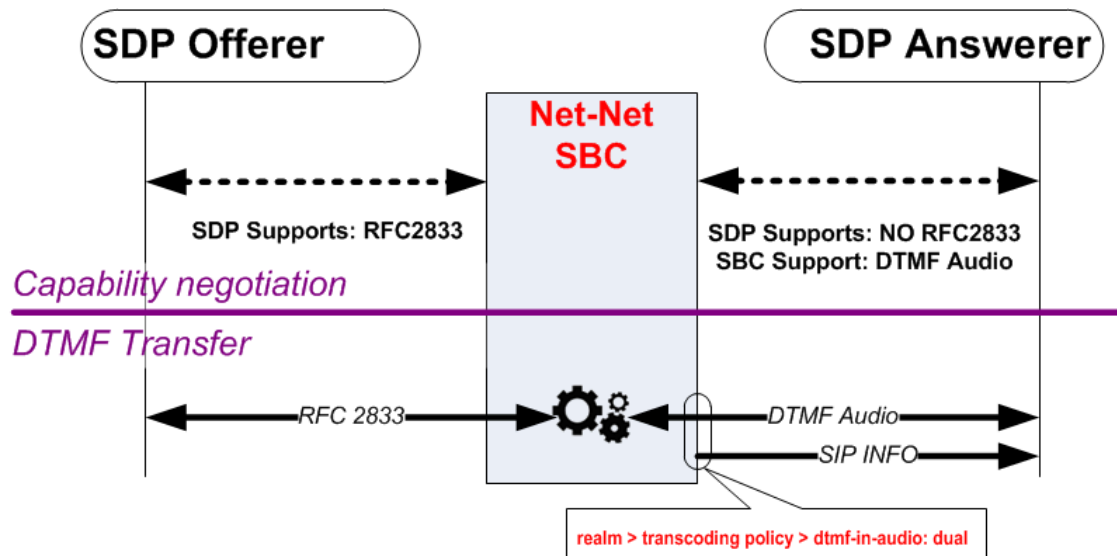 SDP Offerer
SDP Answerer
Net-Net
SBC
SDP Supports: RFC2833
SDP Supports: NO RFC2833
SBC Support: DTMF Audio
Capability negotiation
DTMF Transfer
RFC 2833
DTMF Audio
SIP INFO
realm > transcoding policy > dtmf-in-audio: dual